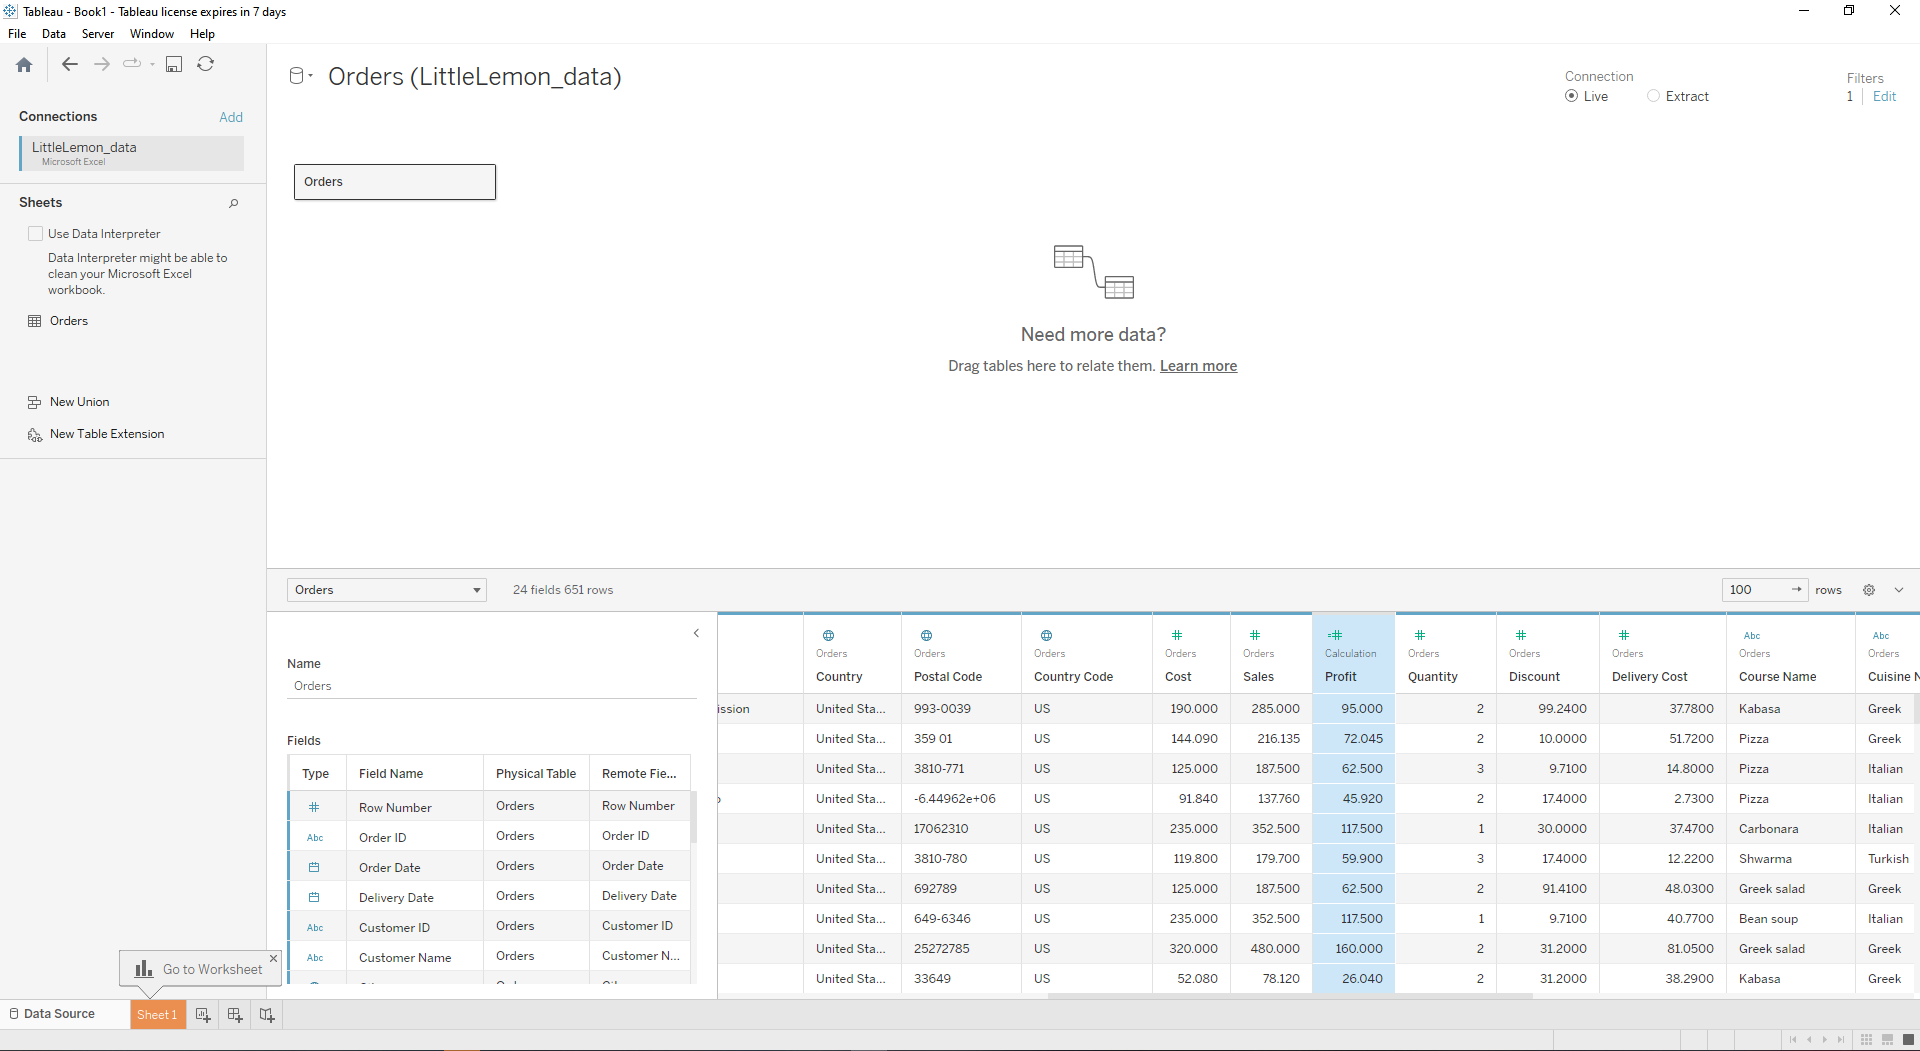 Tableau - Book1 - Tableau license expires in 7 days
File Data Server Window Help
Orders (LittleLemon_data)
Connection
Live Extract
Filters
1 Edit
Connections Add
LittleLemon_data
Microsoft Excel
Sheets
Use Data Interpreter
Data Interpreter might be able to
clean your Microsoft Excel
workbook.
Orders
New Union
New Table Extension
Orders
Need more data?
Drag tables here to relate them. Learn more
Orders 24 fields 651 rows 100 rows
Name
Orders
Fields
Type Field Name Physical Table Remote Fie...
Row Number Orders Row Number
Abc Order ID Orders Order ID
Order Date Orders Order Date
Delivery Date Orders Delivery Date
Abc Customer ID Orders Customer ID
Abc Customer Name Orders Customer N...
Abc Abc
Orders Orders Orders Orders Orders Calculation Orders Orders Orders Orders Orders
Country Postal Code Country Code Cost Sales Profit Quantity Discount Delivery Cost Course Name Cuisine N
ission United Sta... 993-0039 US 190.000 285.000 95.000 2 99.2400 37.7800 Kabasa Greek
United Sta... 359 01 US 144.090 216.135 72.045 2 10.0000 51.7200 Pizza Greek
United Sta... 3810-771 US 125.000 187.500 62.500 3 9.7100 14.8000 Pizza Italian
United Sta... -6.44962e+06 US 91.840 137.760 45.920 2 17.4000 2.7300 Pizza Italian
United Sta... 17062310 US 235.000 352.500 117.500 1 30.0000 37.4700 Carbonara Italian
United Sta... 3810-780 US 119.800 179.700 59.900 3 17.4000 12.2200 Shwarma Turkish
United Sta... 692789 US 125.000 187.500 62.500 2 91.4100 48.0300 Greek salad Greek
United Sta... 649-6346 US 235.000 352.500 117.500 1 9.7100 40.7700 Bean soup Italian
United Sta... 25272785 US 320.000 480.000 160.000 2 31.2000 81.0500 Greek salad Greek
United Sta... 33649 US 52.080 78.120 26.040 2 31.2000 38.2900 Kabasa Greek
Go to Worksheet
Data Source Sheet 1